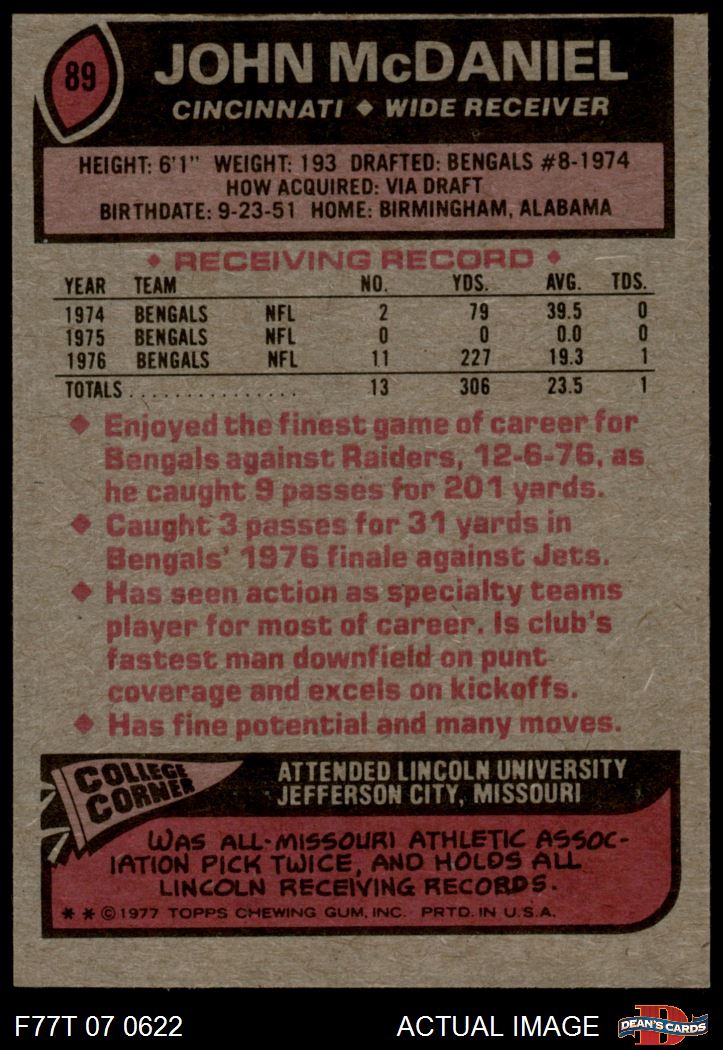 89
JOHN McDANIEL
CINCINNATI ◆ WIDE RECEIVER
HEIGHT: 6'1" WEIGHT: 193 DRAFTED: BENGALS #8-1974
HOW ACQUIRED: VIA DRAFT
BIRTHDATE: 9-23-51 HOME: BIRMINGHAM, ALABAMA
◆ RECEIVING RECORD ◆
YEAR TEAM NO. YDS. AVG. TDS.
1974 BENGALS NFL 2 79 39.5 0
1975 BENGALS NFL 0 0 0.0 0
1976 BENGALS NFL 11 227 19.3 1
TOTALS . . . . . . . . . . . . . . . 13 306 23.5 1
◆ Enjoyed the finest game of career for
Bengals against Raiders, 12-6-76, as
he caught 9 passes for 201 yards.
◆ Caught 3 passes for 31 yards in
Bengals' 1976 finale against Jets.
◆ Has seen action as specialty teams
player for most of career. Is club's
fastest man downfield on punt
coverage and excels on kickoffs.
◆ Has fine potential and many moves.
COLLEGE
CORNER
ATTENDED LINCOLN UNIVERSITY
JEFFERSON CITY, MISSOURI
WAS ALL-MISSOURI ATHLETIC ASSOC-
IATION PICK TWICE, AND HOLDS ALL
LINCOLN RECEIVING RECORDS.
* * © 1977 TOPPS CHEWING GUM, INC. PRTD. IN U.S.A.
F77T 07 0622 ACTUAL IMAGE
D
DEAN'S CARDS